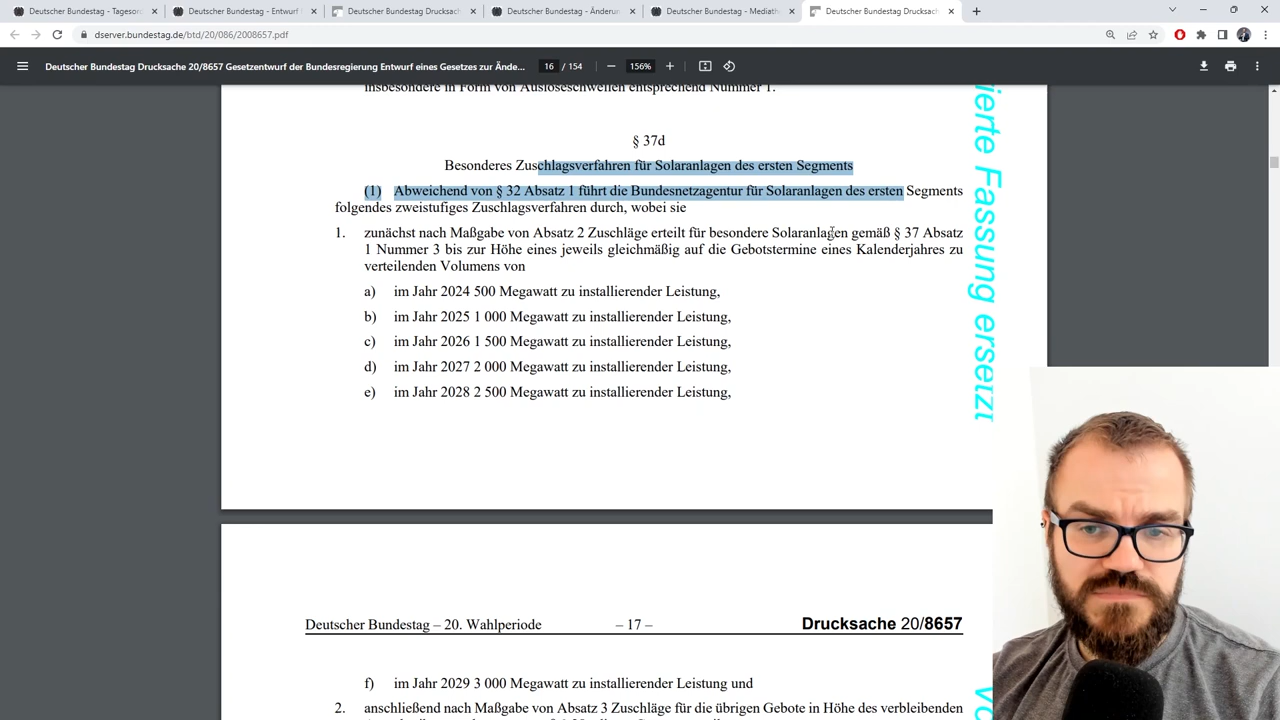 Deutscher Bundestag - Tagesor
Deutscher Bundestag - Entwurf
Deutscher Bundestag Drucksac
Deutscher Bundestag - Änderun
Deutscher Bundestag - Mediath
Deutscher Bundestag Drucksac
dserver.bundestag.de/btd/20/086/2008657.pdf
Deutscher Bundestag Drucksache 20/8657 Gesetzentwurf der Bundesregierung Entwurf eines Gesetzes zur Ände...
16 / 154
156%
insbesondere in Form von Auslöseschwellen entsprechend Nummer 1.
§ 37d
Besonderes Zuschlagsverfahren für Solaranlagen des ersten Segments
(1) Abweichend von § 32 Absatz 1 führt die Bundesnetzagentur für Solaranlagen des ersten Segments
folgendes zweistufiges Zuschlagsverfahren durch, wobei sie
1. zunächst nach Maßgabe von Absatz 2 Zuschläge erteilt für besondere Solaranlagen gemäß § 37 Absatz
1 Nummer 3 bis zur Höhe eines jeweils gleichmäßig auf die Gebotstermine eines Kalenderjahres zu
verteilenden Volumens von
a) im Jahr 2024 500 Megawatt zu installierender Leistung,
b) im Jahr 2025 1 000 Megawatt zu installierender Leistung,
c) im Jahr 2026 1 500 Megawatt zu installierender Leistung,
d) im Jahr 2027 2 000 Megawatt zu installierender Leistung,
e) im Jahr 2028 2 500 Megawatt zu installierender Leistung,
ierte Fassung ersetzt
Deutscher Bundestag – 20. Wahlperiode – 17 – Drucksache 20/8657
f) im Jahr 2029 3 000 Megawatt zu installierender Leistung und
2. anschließend nach Maßgabe von Absatz 3 Zuschläge für die übrigen Gebote in Höhe des verbleibenden